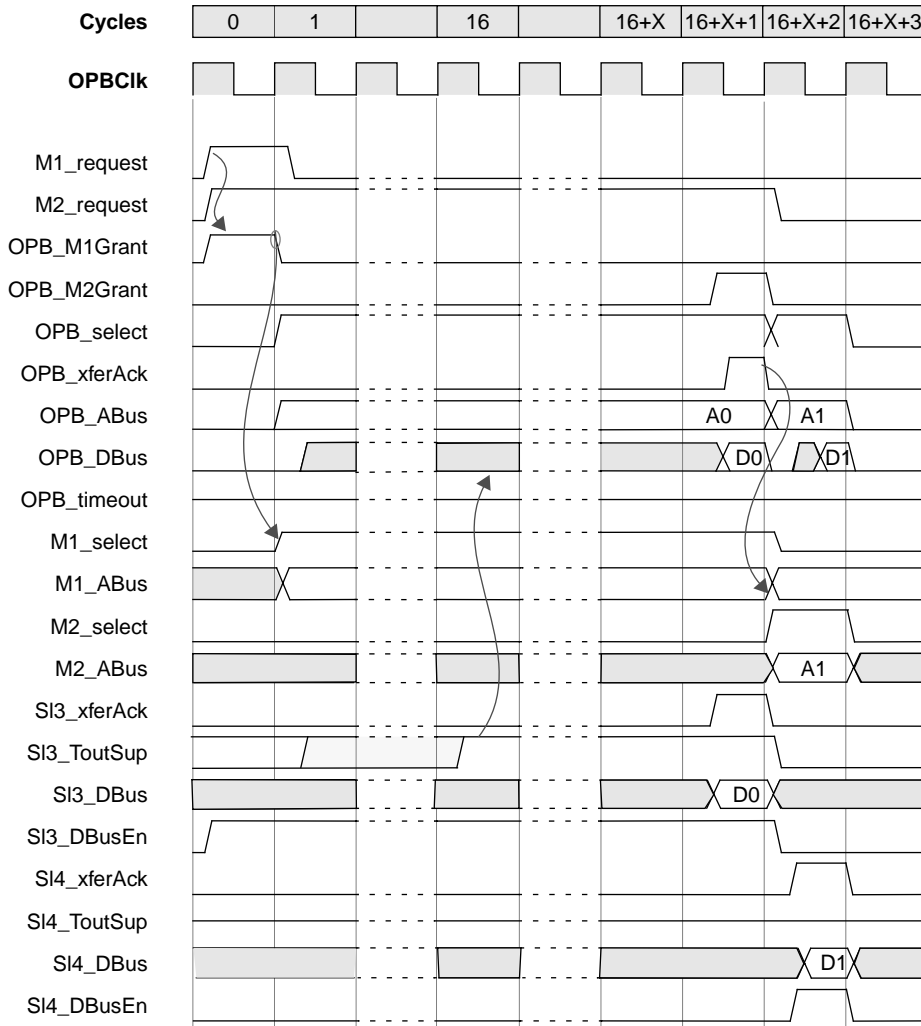 Cycles 0 1 16 16+X 16+X+1 16+X+2 16+X+3
OPBClk
M1_request
M2_request
OPB_M1Grant
OPB_M2Grant
OPB_select
OPB_xferAck
OPB_ABus A0 A1
OPB_DBus D0 D1
OPB_timeout
M1_select
M1_ABus
M2_select
M2_ABus A1
Sl3_xferAck
Sl3_ToutSup
Sl3_DBus D0
Sl3_DBusEn
Sl4_xferAck
Sl4_ToutSup
Sl4_DBus D1
Sl4_DBusEn